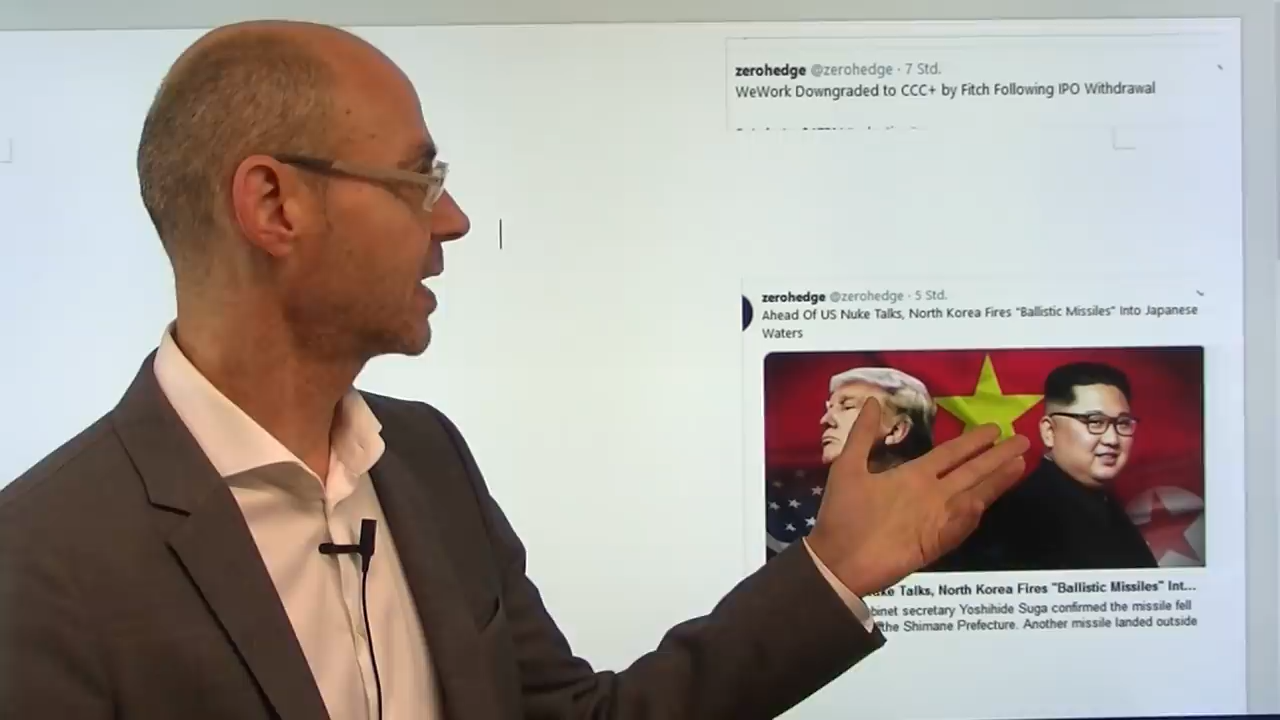 zerohedge @zerohedge · 7 Std.
WeWork Downgraded to CCC+ by Fitch Following IPO Withdrawal
zerohedge @zerohedge · 5 Std.
Ahead Of US Nuke Talks, North Korea Fires "Ballistic Missiles" Into Japanese
Waters
Talks, North Korea Fires "Ballistic Missiles" Int...
secretary Yoshihide Suga confirmed the missile fell
the Shimane Prefecture. Another missile landed outside